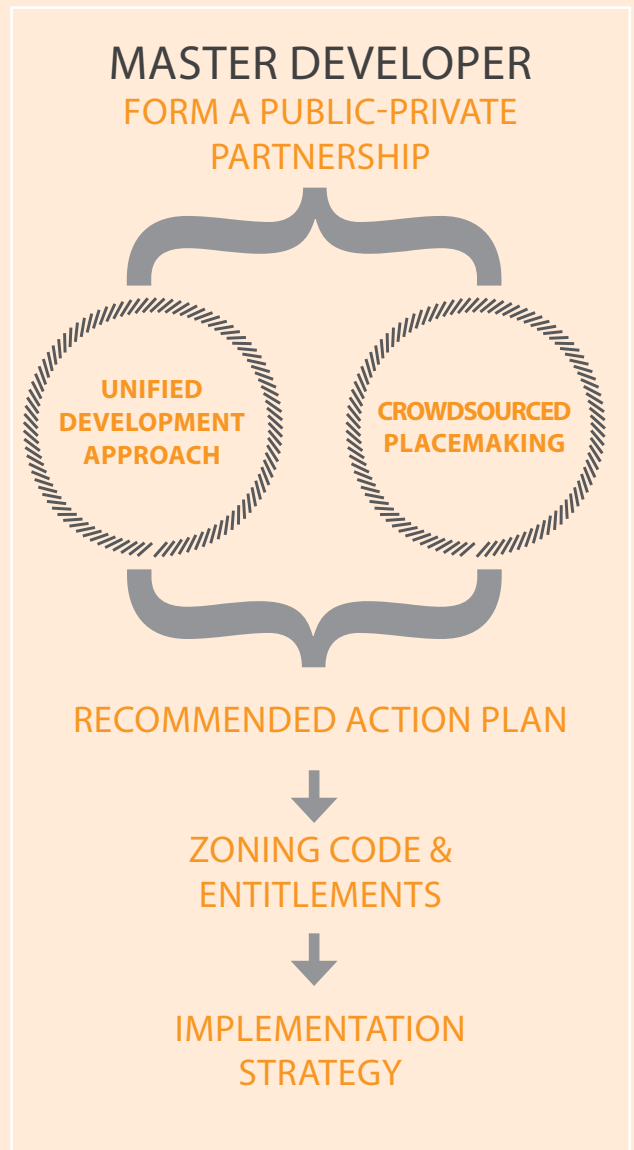 MASTER DEVELOPER
FORM A PUBLIC-PRIVATE
PARTNERSHIP
UNIFIED
DEVELOPMENT
APPROACH
CROWDSOURCED
PLACEMAKING
RECOMMENDED ACTION PLAN
ZONING CODE &
ENTITLEMENTS
IMPLEMENTATION
STRATEGY